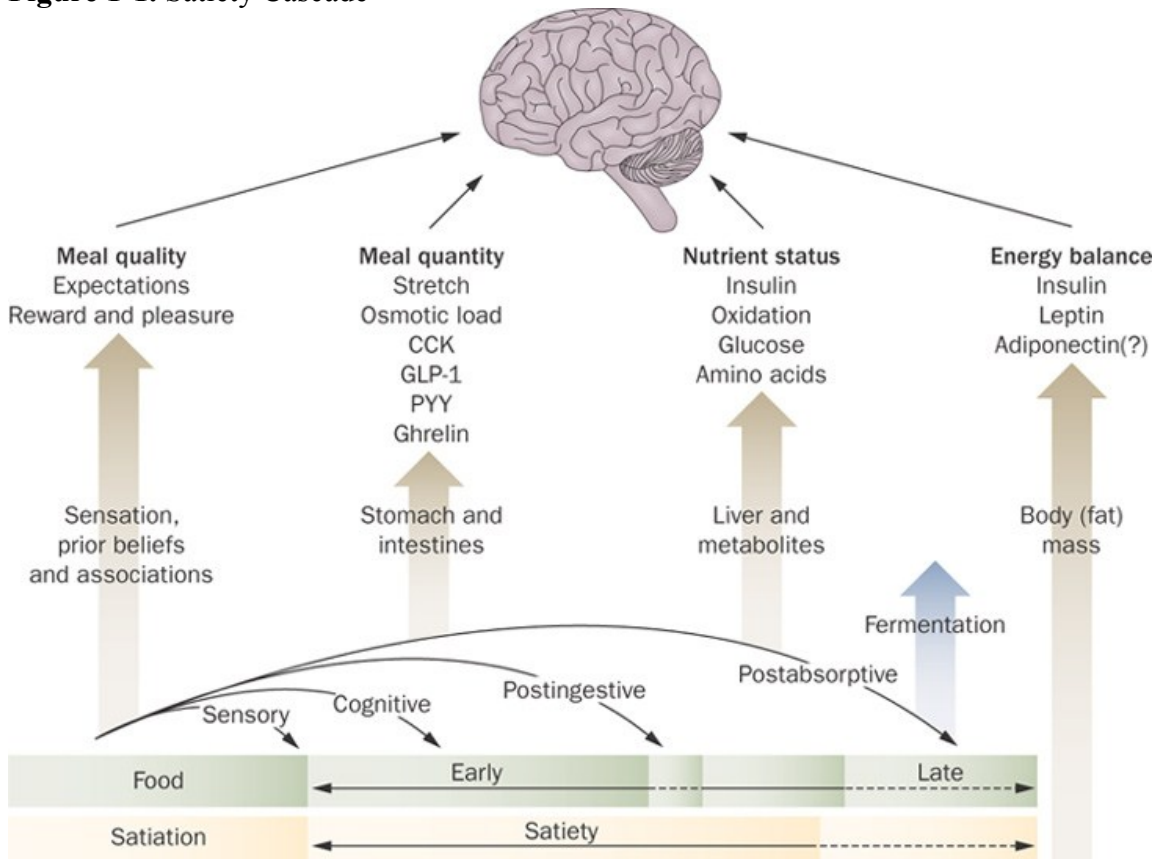 Figure 1-1. Satiety Cascade
Meal quality
Expectations
Reward and pleasure
Meal quantity
Stretch
Osmotic load
CCK
GLP-1
PYY
Ghrelin
Nutrient status
Insulin
Oxidation
Glucose
Amino acids
Energy balance
Insulin
Leptin
Adiponectin(?)
Sensation,
prior beliefs
and associations
Stomach and
intestines
Liver and
metabolites
Body (fat)
mass
Fermentation
Sensory
Cognitive
Postingestive
Postabsorptive
Food
Early
Late
Satiation
Satiety